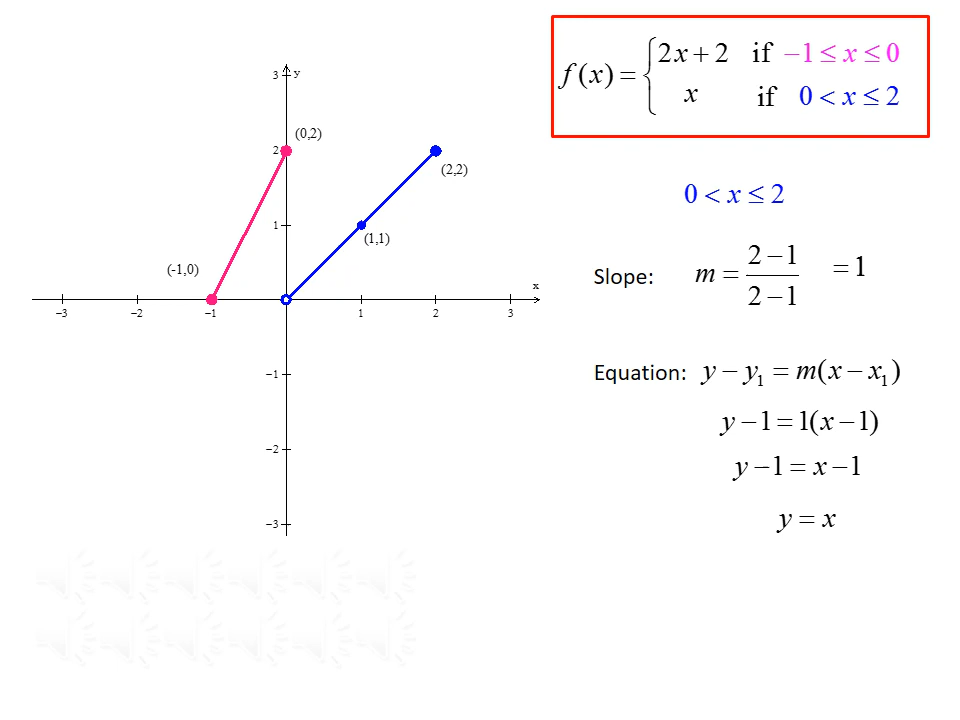 f(x) = { 2x + 2 if −1 ≤ x ≤ 0
x if 0 < x ≤ 2
3 y
(0,2)
2
(2,2)
0 < x ≤ 2
1
(1,1)
Slope: m = (2 − 1)/(2 − 1) = 1
(-1,0)
x
−3 −2 −1 1 2 3
Equation: y − y₁ = m(x − x₁)
−1
y − 1 = 1(x − 1)
−2
y − 1 = x − 1
−3
y = x